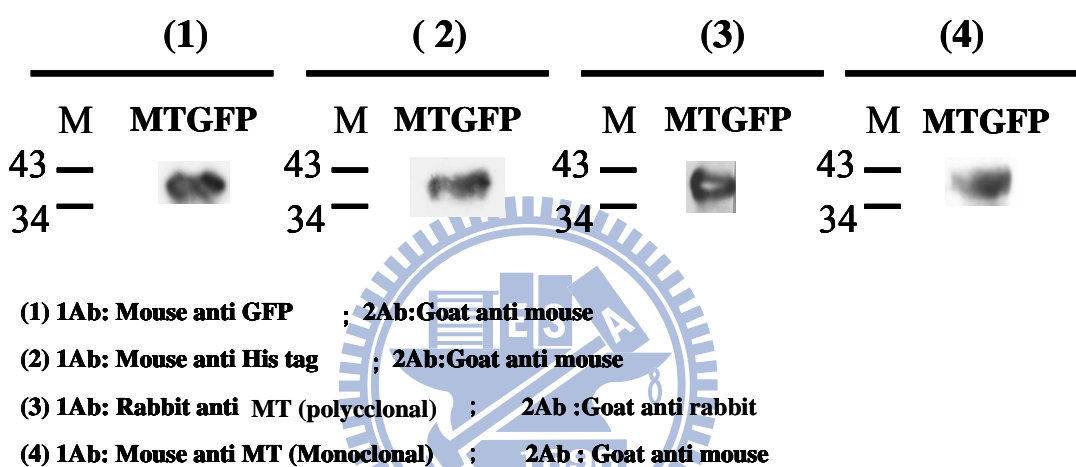 (1) ( 2) (3) (4)
M MTGFP M MTGFP M MTGFP M MTGFP
43 43 43 43
34 34 34 34
(1) 1Ab: Mouse anti GFP ; 2Ab:Goat anti mouse
(2) 1Ab: Mouse anti His tag ; 2Ab:Goat anti mouse
(3) 1Ab: Rabbit anti MT (polycclonal) ; 2Ab :Goat anti rabbit
(4) 1Ab: Mouse anti MT (Monoclonal) ; 2Ab : Goat anti mouse
E S A